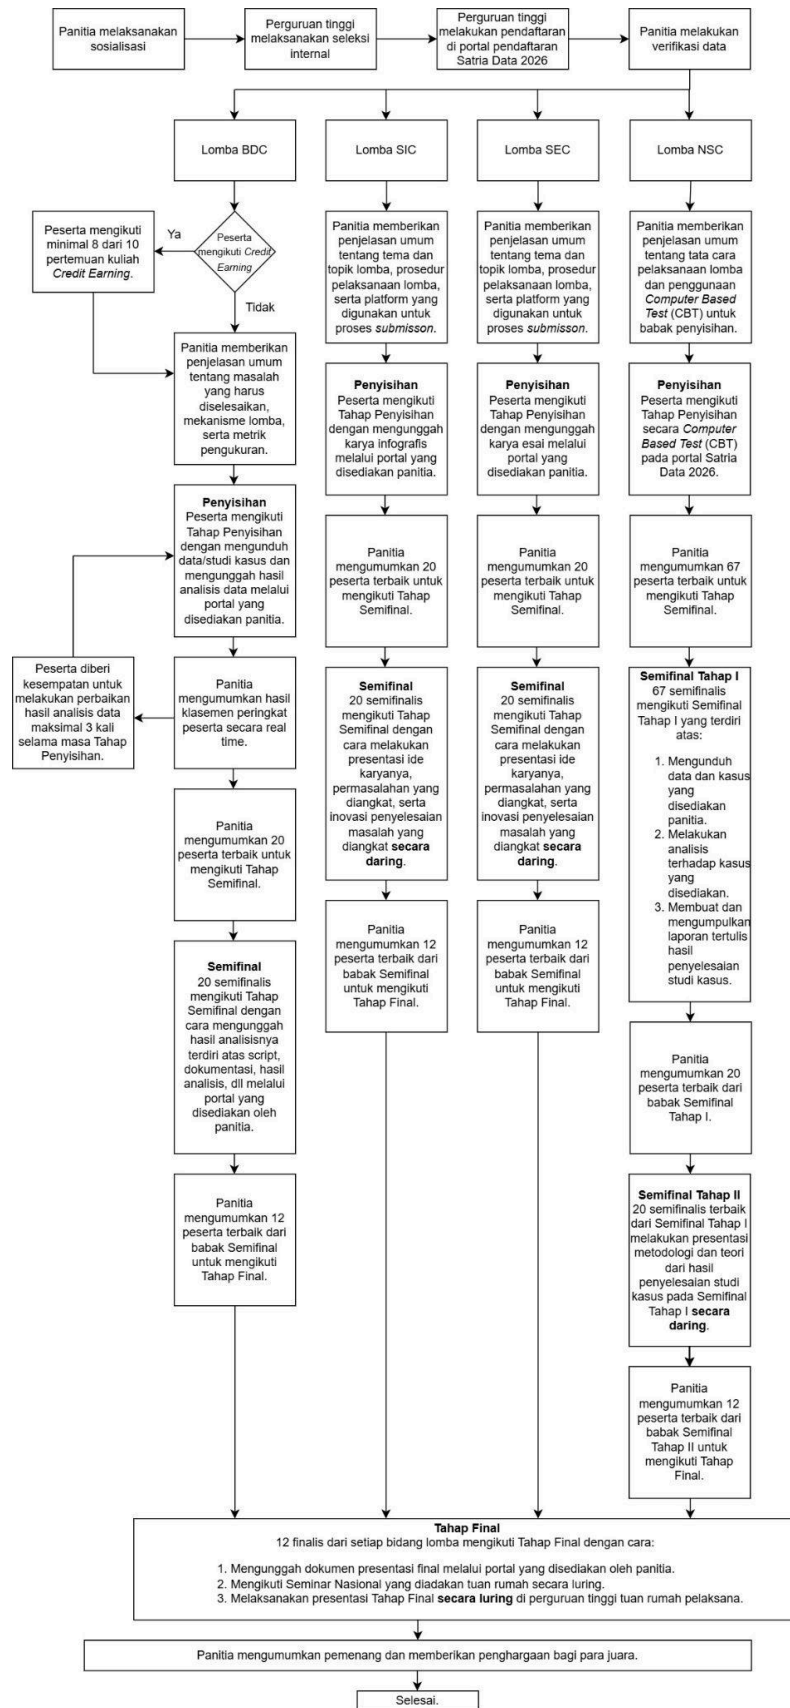 Panitia melaksanakan
sosialisasi
Perguruan tinggi
melaksanakan seleksi
internal
Perguruan tinggi
melakukan pendaftaran
di portal pendaftaran
Satria Data 2026
Panitia melakukan
verifikasi data
Lomba BDC
Lomba SIC
Lomba SEC
Lomba NSC
Peserta mengikuti
minimal 8 dari 10
pertemuan kuliah
Credit Earning.
Ya
Peserta
mengikuti Credit
Earning
Tidak
Panitia memberikan
penjelasan umum
tentang masalah
yang harus
diselesaikan,
mekanisme lomba,
serta metrik
pengukuran.
Penyisihan
Peserta mengikuti
Tahap Penyisihan
dengan mengunduh
data/studi kasus dan
mengunggah hasil
analisis data melalui
portal yang
disediakan panitia.
Peserta diberi
kesempatan untuk
melakukan perbaikan
hasil analisis data
maksimal 3 kali
selama masa Tahap
Penyisihan.
Panitia
mengumumkan hasil
klasemen peringkat
peserta secara real
time.
Panitia
mengumumkan 20
peserta terbaik untuk
mengikuti Tahap
Semifinal.
Semifinal
20 semifinalis
mengikuti Tahap
Semifinal dengan
cara mengunggah
hasil analisisnya
terdiri atas script,
dokumentasi, hasil
analisis, dll melalui
portal yang
disediakan oleh
panitia.
Panitia
mengumumkan 12
peserta terbaik dari
babak Semifinal
untuk mengikuti
Tahap Final.
Panitia memberikan
penjelasan umum
tentang tema dan
topik lomba, prosedur
pelaksanaan lomba,
serta platform yang
digunakan untuk
proses submisson.
Penyisihan
Peserta mengikuti
Tahap Penyisihan
dengan mengunggah
karya infografis
melalui portal yang
disediakan panitia.
Panitia
mengumumkan 20
peserta terbaik untuk
mengikuti Tahap
Semifinal.
Semifinal
20 semifinalis
mengikuti Tahap
Semifinal dengan
cara melakukan
presentasi ide
karyanya,
permasalahan yang
diangkat, serta
inovasi penyelesaian
masalah yang
diangkat secara
daring.
Panitia
mengumumkan 12
peserta terbaik dari
babak Semifinal
untuk mengikuti
Tahap Final.
Panitia memberikan
penjelasan umum
tentang tema dan
topik lomba, prosedur
pelaksanaan lomba,
serta platform yang
digunakan untuk
proses submisson.
Penyisihan
Peserta mengikuti
Tahap Penyisihan
dengan mengunggah
karya esai melalui
portal yang
disediakan panitia.
Panitia
mengumumkan 20
peserta terbaik untuk
mengikuti Tahap
Semifinal.
Semifinal
20 semifinalis
mengikuti Tahap
Semifinal dengan
cara melakukan
presentasi ide
karyanya,
permasalahan yang
diangkat, serta
inovasi penyelesaian
masalah yang
diangkat secara
daring.
Panitia
mengumumkan 12
peserta terbaik dari
babak Semifinal
untuk mengikuti
Tahap Final.
Panitia memberikan
penjelasan umum
tentang tata cara
pelaksanaan lomba
dan penggunaan
Computer Based
Test (CBT) untuk
babak penyisihan.
Penyisihan
Peserta mengikuti
Tahap Penyisihan
secara Computer
Based Test (CBT)
pada portal Satria
Data 2026.
Panitia
mengumumkan 67
peserta terbaik untuk
mengikuti Tahap
Semifinal.
Semifinal Tahap I
67 semifinalis
mengikuti Semifinal
Tahap I yang terdiri
atas:
1. Mengunduh
data dan kasus
yang
disediakan
panitia.
2. Melakukan
analisis
terhadap kasus
yang
disediakan.
3. Membuat dan
mengumpulkan
laporan tertulis
hasil
penyelesaian
studi kasus.
Panitia
mengumumkan 20
peserta terbaik dari
babak Semifinal
Tahap I.
Semifinal Tahap II
20 semifinalis terbaik
dari Semifinal Tahap I
melakukan presentasi
metodologi dan teori
dari hasil
penyelesaian studi
kasus pada Semifinal
Tahap I secara
daring.
Panitia
mengumumkan 12
peserta terbaik dari
babak Semifinal
Tahap II untuk
mengikuti Tahap
Final.
Tahap Final
12 finalis dari setiap bidang lomba mengikuti Tahap Final dengan cara:
1. Mengunggah dokumen presentasi final melalui portal yang disediakan oleh panitia.
2. Mengikuti Seminar Nasional yang diadakan tuan rumah secara luring.
3. Melaksanakan presentasi Tahap Final secara luring di perguruan tinggi tuan rumah pelaksana.
Panitia mengumumkan pemenang dan memberikan penghargaan bagi para juara.
Selesai.